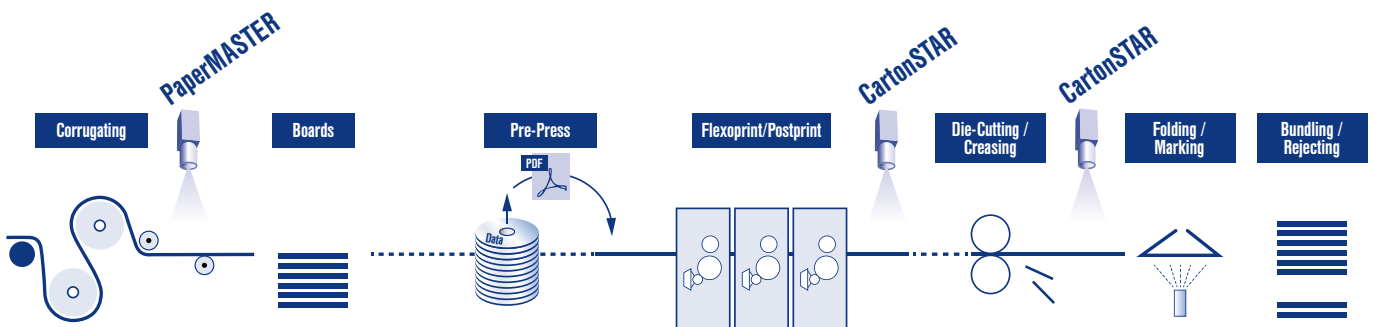 PaperMASTER
CartonSTAR
CartonSTAR
Corrugating
Boards
Pre-Press
Flexoprint/Postprint
Die-Cutting /
Creasing
Folding /
Marking
Bundling /
Rejecting
PDF
Data